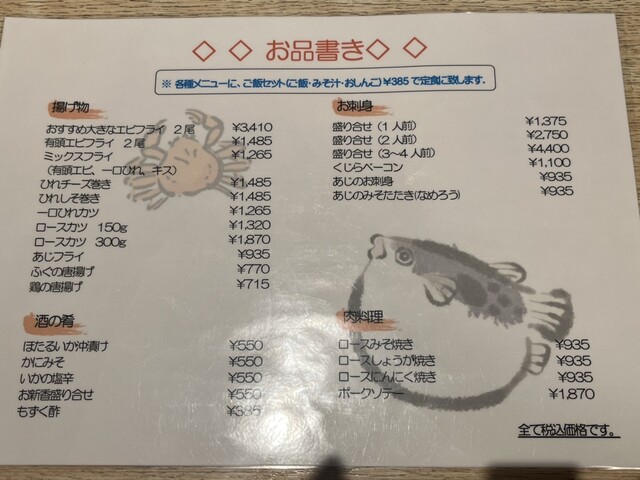 ◇ ◇ お品書き◇ ◇
※ 各種メニューに、ご飯セット(ご飯・みそ汁・おしんこ)¥385で定食に致します。
揚げ物
おすすめ大きなエビフライ 2尾 ¥3,410
有頭エビフライ 2尾 ¥1,485
ミックスフライ ¥1,265
(有頭エビ、一口ひれ、キス)
ひれチーズ巻き ¥1,485
ひれしそ巻き ¥1,485
一口ひれカツ ¥1,265
ロースカツ 150g ¥1,320
ロースカツ 300g ¥1,870
あじフライ ¥935
ふぐの唐揚げ ¥770
鶏の唐揚げ ¥715
お刺身
盛り合せ(1人前) ¥1,375
盛り合せ(2人前) ¥2,750
盛り合せ(3~4人前) ¥4,400
くじらベーコン ¥1,100
あじのお刺身 ¥935
あじのみそたたき(なめろう) ¥935
酒の肴
ほたるいか沖漬け ¥550
かにみそ ¥550
いかの塩辛 ¥550
お新香盛り合せ ¥550
もずく酢 ¥385
肉料理
ロースみそ焼き ¥935
ロースしょうが焼き ¥935
ロースにんにく焼き ¥935
ポークソテー ¥1,870
全て税込価格です。